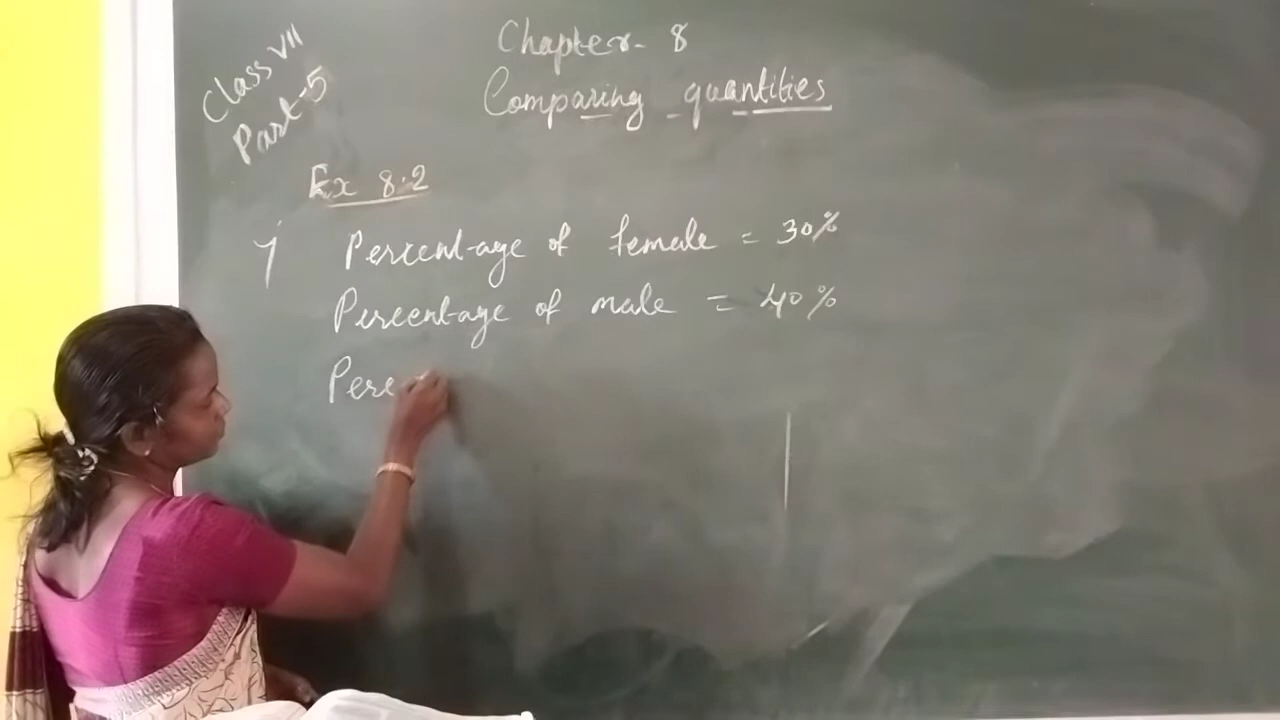 Class VII
Part-5
Chapter- 8
Comparing quantities
Ex 8.2
7) Percentage of female = 30%
Percentage of male = 40%
Perce